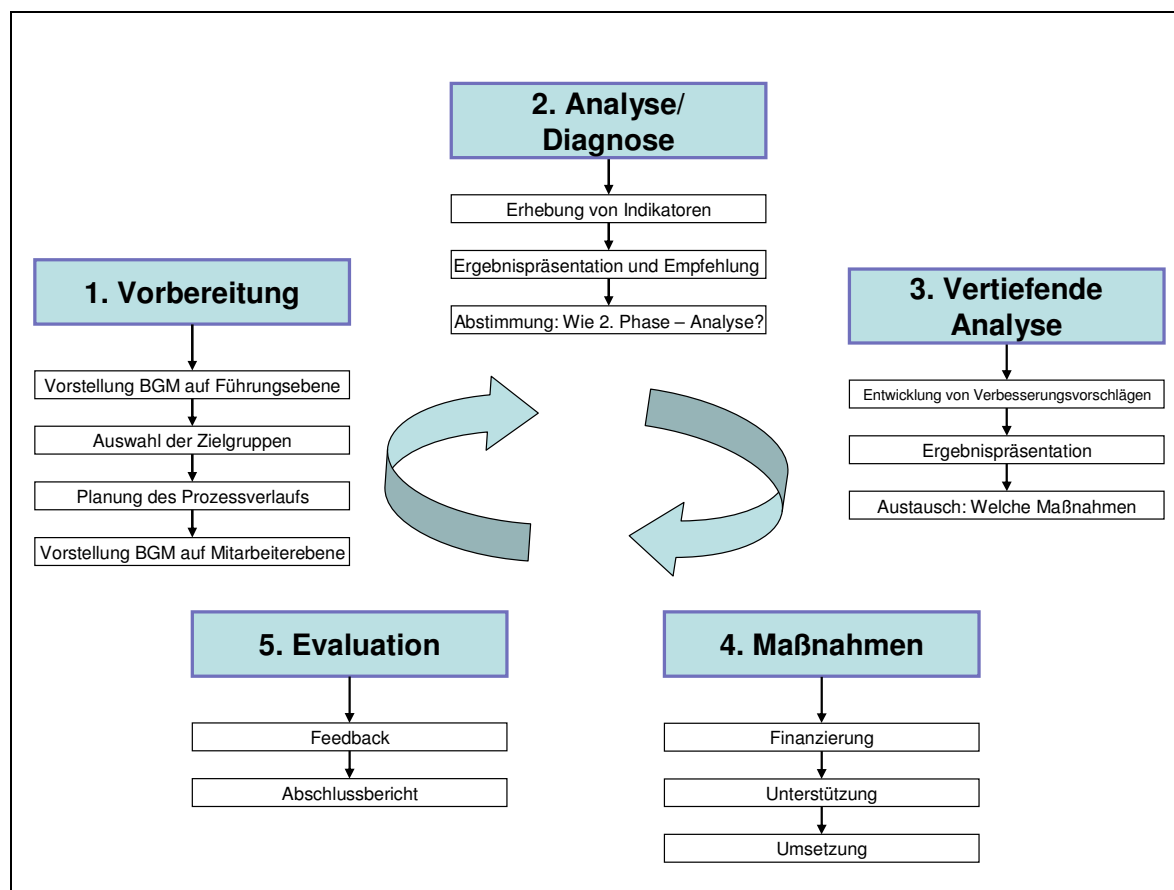 1. Vorbereitung
Vorstellung BGM auf Führungsebene
Auswahl der Zielgruppen
Planung des Prozessverlaufs
Vorstellung BGM auf Mitarbeiterebene
2. Analyse/
Diagnose
Erhebung von Indikatoren
Ergebnispräsentation und Empfehlung
Abstimmung: Wie 2. Phase – Analyse?
3. Vertiefende
Analyse
Entwicklung von Verbesserungsvorschlägen
Ergebnispräsentation
Austausch: Welche Maßnahmen
4. Maßnahmen
Finanzierung
Unterstützung
Umsetzung
5. Evaluation
Feedback
Abschlussbericht